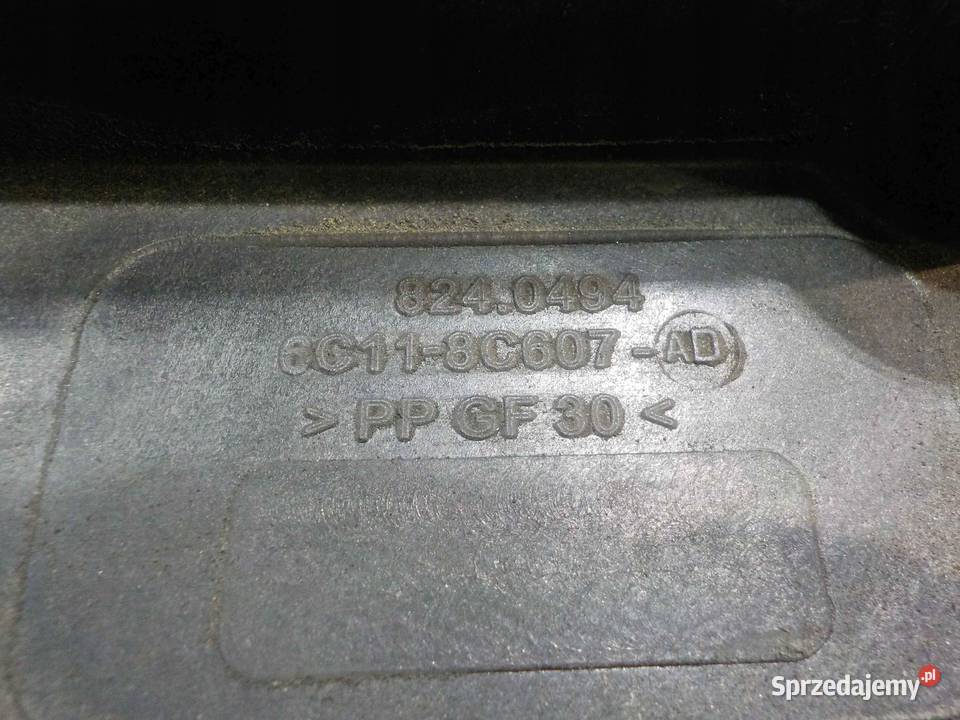 824.0494
6C11-8C607-AD
> PP GF 30 <
Sprzedajemy.pl